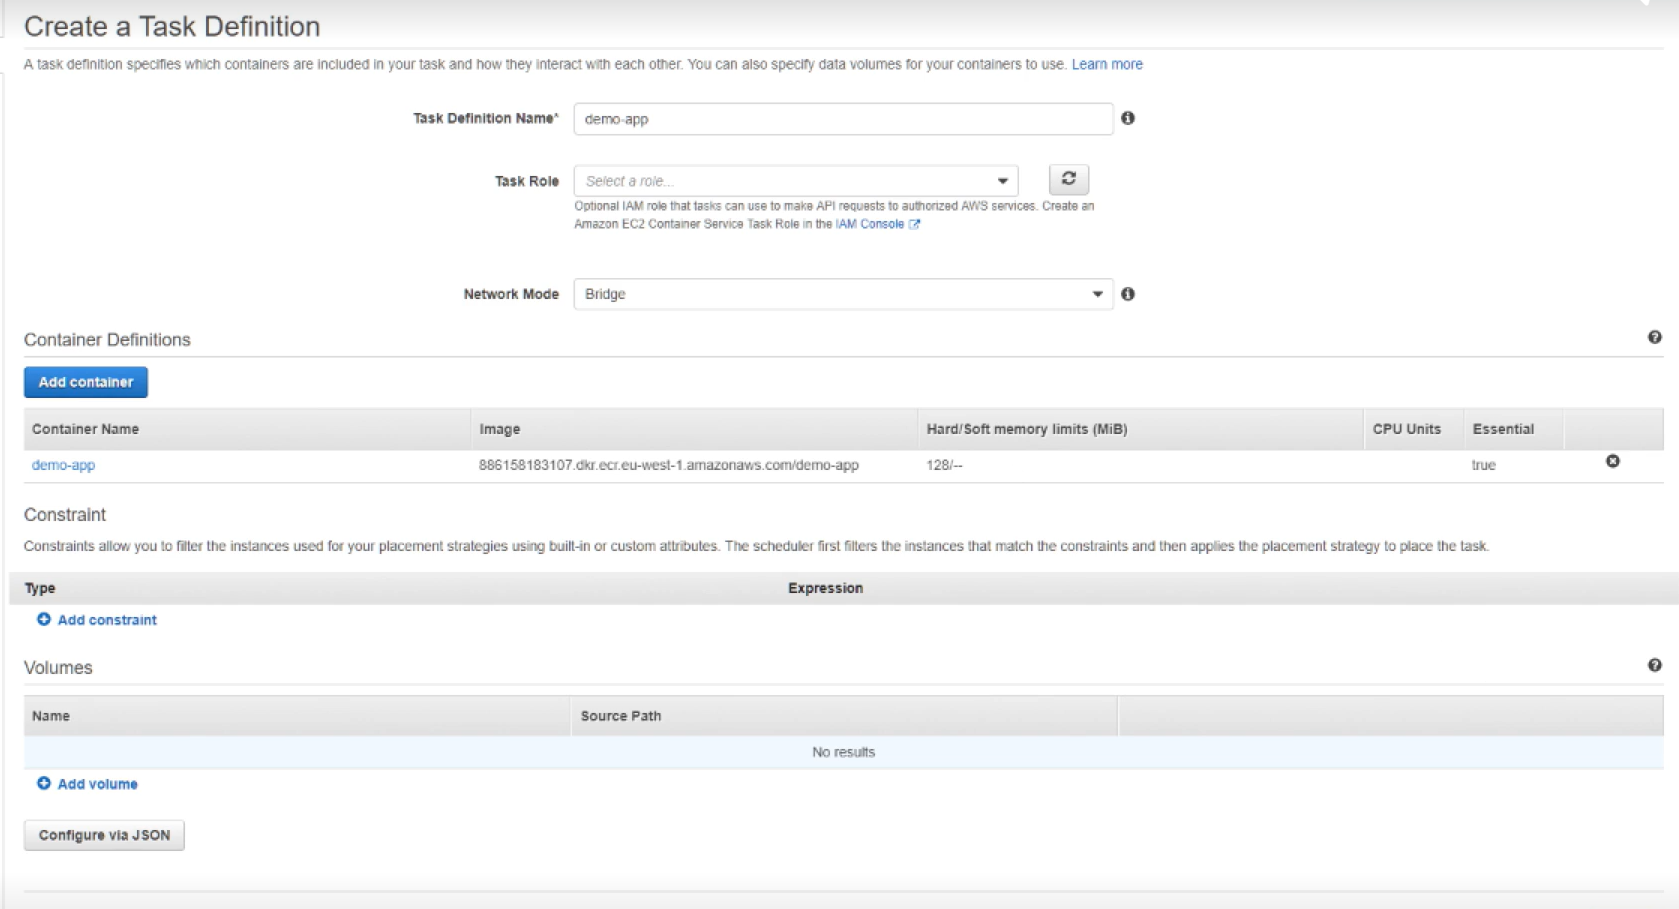 Create a Task Definition
A task definition specifies which containers are included in your task and how they interact with each other. You can also specify data volumes for your containers to use. Learn more
Task Definition Name* demo-app
Task Role Select a role...
Optional IAM role that tasks can use to make API requests to authorized AWS services. Create an
Amazon EC2 Container Service Task Role in the IAM Console
Network Mode Bridge
Container Definitions
Add container
Container Name Image Hard/Soft memory limits (MiB) CPU Units Essential
demo-app 886158183107.dkr.ecr.eu-west-1.amazonaws.com/demo-app 128/-- true
Constraint
Constraints allow you to filter the instances used for your placement strategies using built-in or custom attributes. The scheduler first filters the instances that match the constraints and then applies the placement strategy to place the task.
Type Expression
Add constraint
Volumes
Name Source Path
No results
Add volume
Configure via JSON